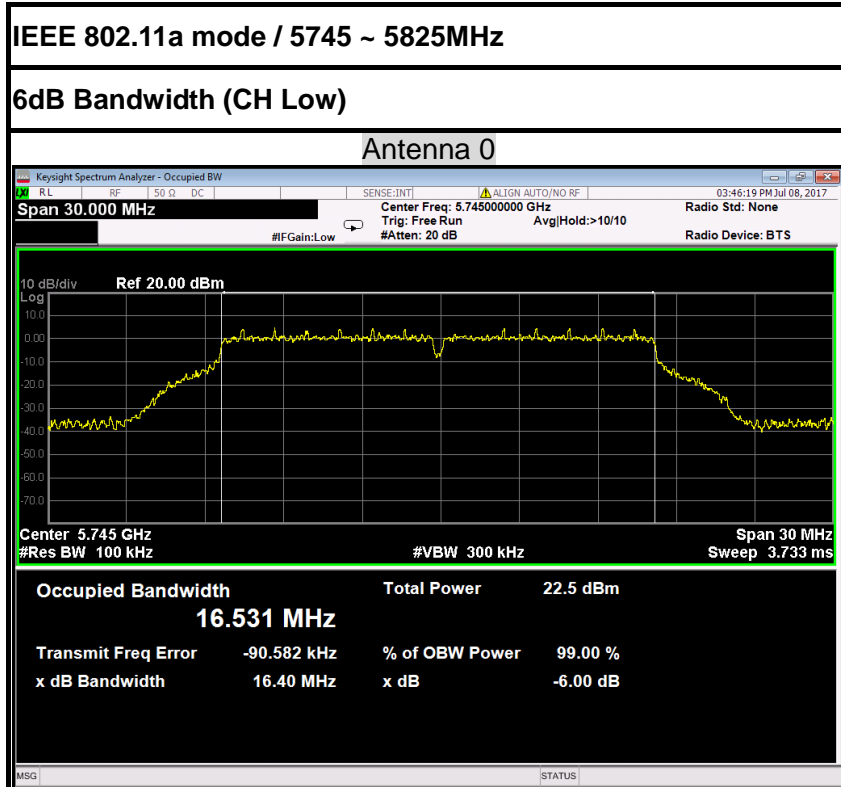 IEEE 802.11a mode / 5745 ~ 5825MHz
6dB Bandwidth (CH Low)
Antenna 0
Keysight Spectrum Analyzer - Occupied BW
LXI RL RF 50 Ω DC SENSE:INT ALIGN AUTO/NO RF 03:46:19 PM Jul 08, 2017
Span 30.000 MHz Center Freq: 5.745000000 GHz Radio Std: None
Trig: Free Run Avg|Hold:>10/10
#IFGain:Low #Atten: 20 dB Radio Device: BTS
10 dB/div Ref 20.00 dBm
Log
10.0
0.00
-10.0
-20.0
-30.0
-40.0
-50.0
-60.0
-70.0
Center 5.745 GHz Span 30 MHz
#Res BW 100 kHz #VBW 300 kHz Sweep 3.733 ms
Occupied Bandwidth Total Power 22.5 dBm
16.531 MHz
Transmit Freq Error -90.582 kHz % of OBW Power 99.00 %
x dB Bandwidth 16.40 MHz x dB -6.00 dB
MSG STATUS